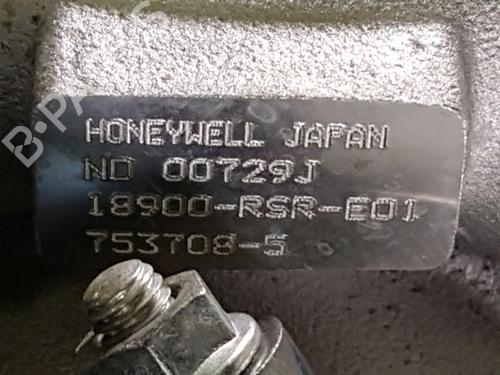 HONEYWELL JAPAN
NO 00729J
18900-RSR-E01
753708-5